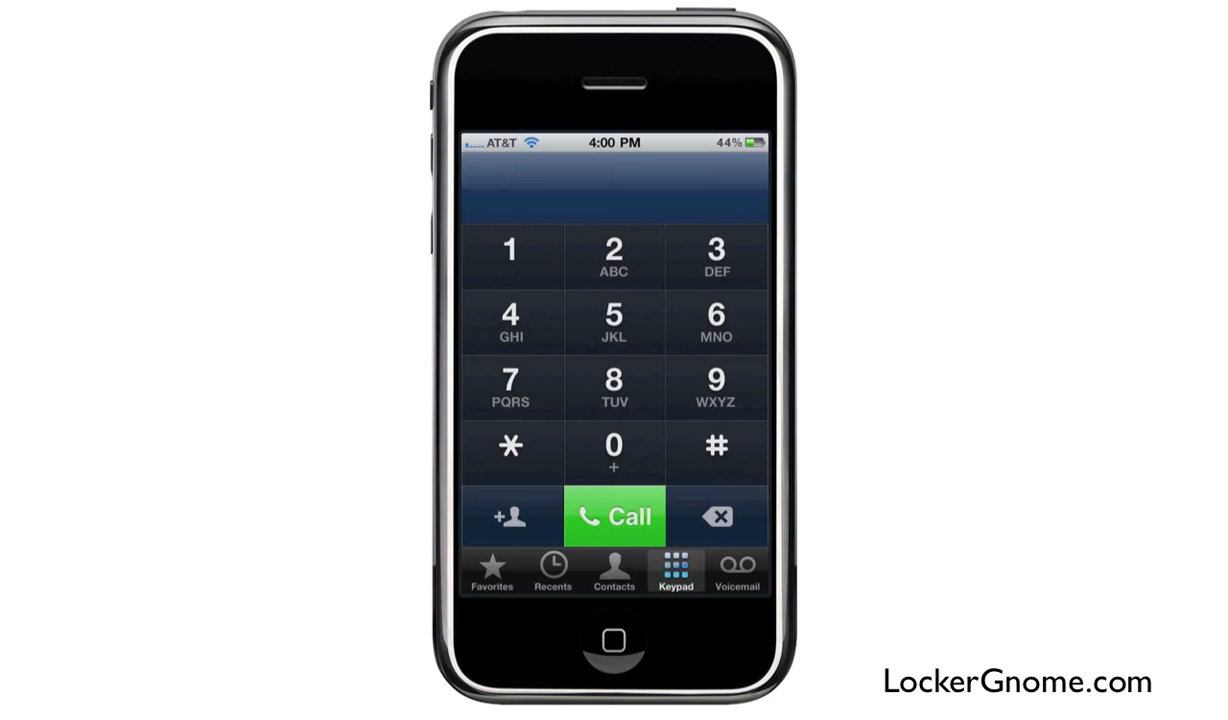 AT&T 4:00 PM 44%
1 2 3
ABC DEF
4 5 6
GHI JKL MNO
7 8 9
PQRS TUV WXYZ
* 0 #
+
+ Call
Favorites Recents Contacts Keypad Voicemail
LockerGnome.com